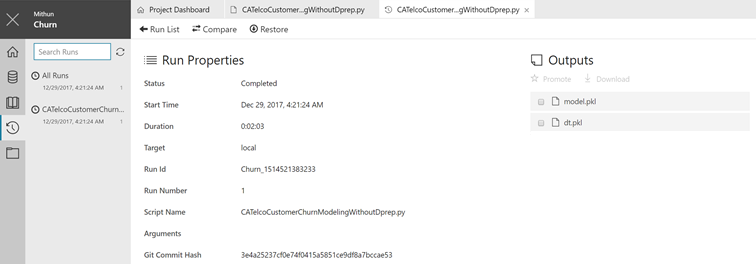 Mithun
Churn
Search Runs
All Runs
12/29/2017, 4:21:24 AM 1
CATelcoCustomerChurn...
12/29/2017, 4:21:24 AM 1
Project Dashboard
CATelcoCustomer...gWithoutDprep.py
CATelcoCustomer...gWithoutDprep.py
Run List
Compare
Restore
Run Properties
Status Completed
Start Time Dec 29, 2017, 4:21:24 AM
Duration 0:02:03
Target local
Run Id Churn_1514521383233
Run Number 1
Script Name CATelcoCustomerChurnModelingWithoutDprep.py
Arguments
Git Commit Hash 3e4a25237cf0e74f0415a5851ce9df8a7bccae53
Outputs
Promote
Download
model.pkl
dt.pkl